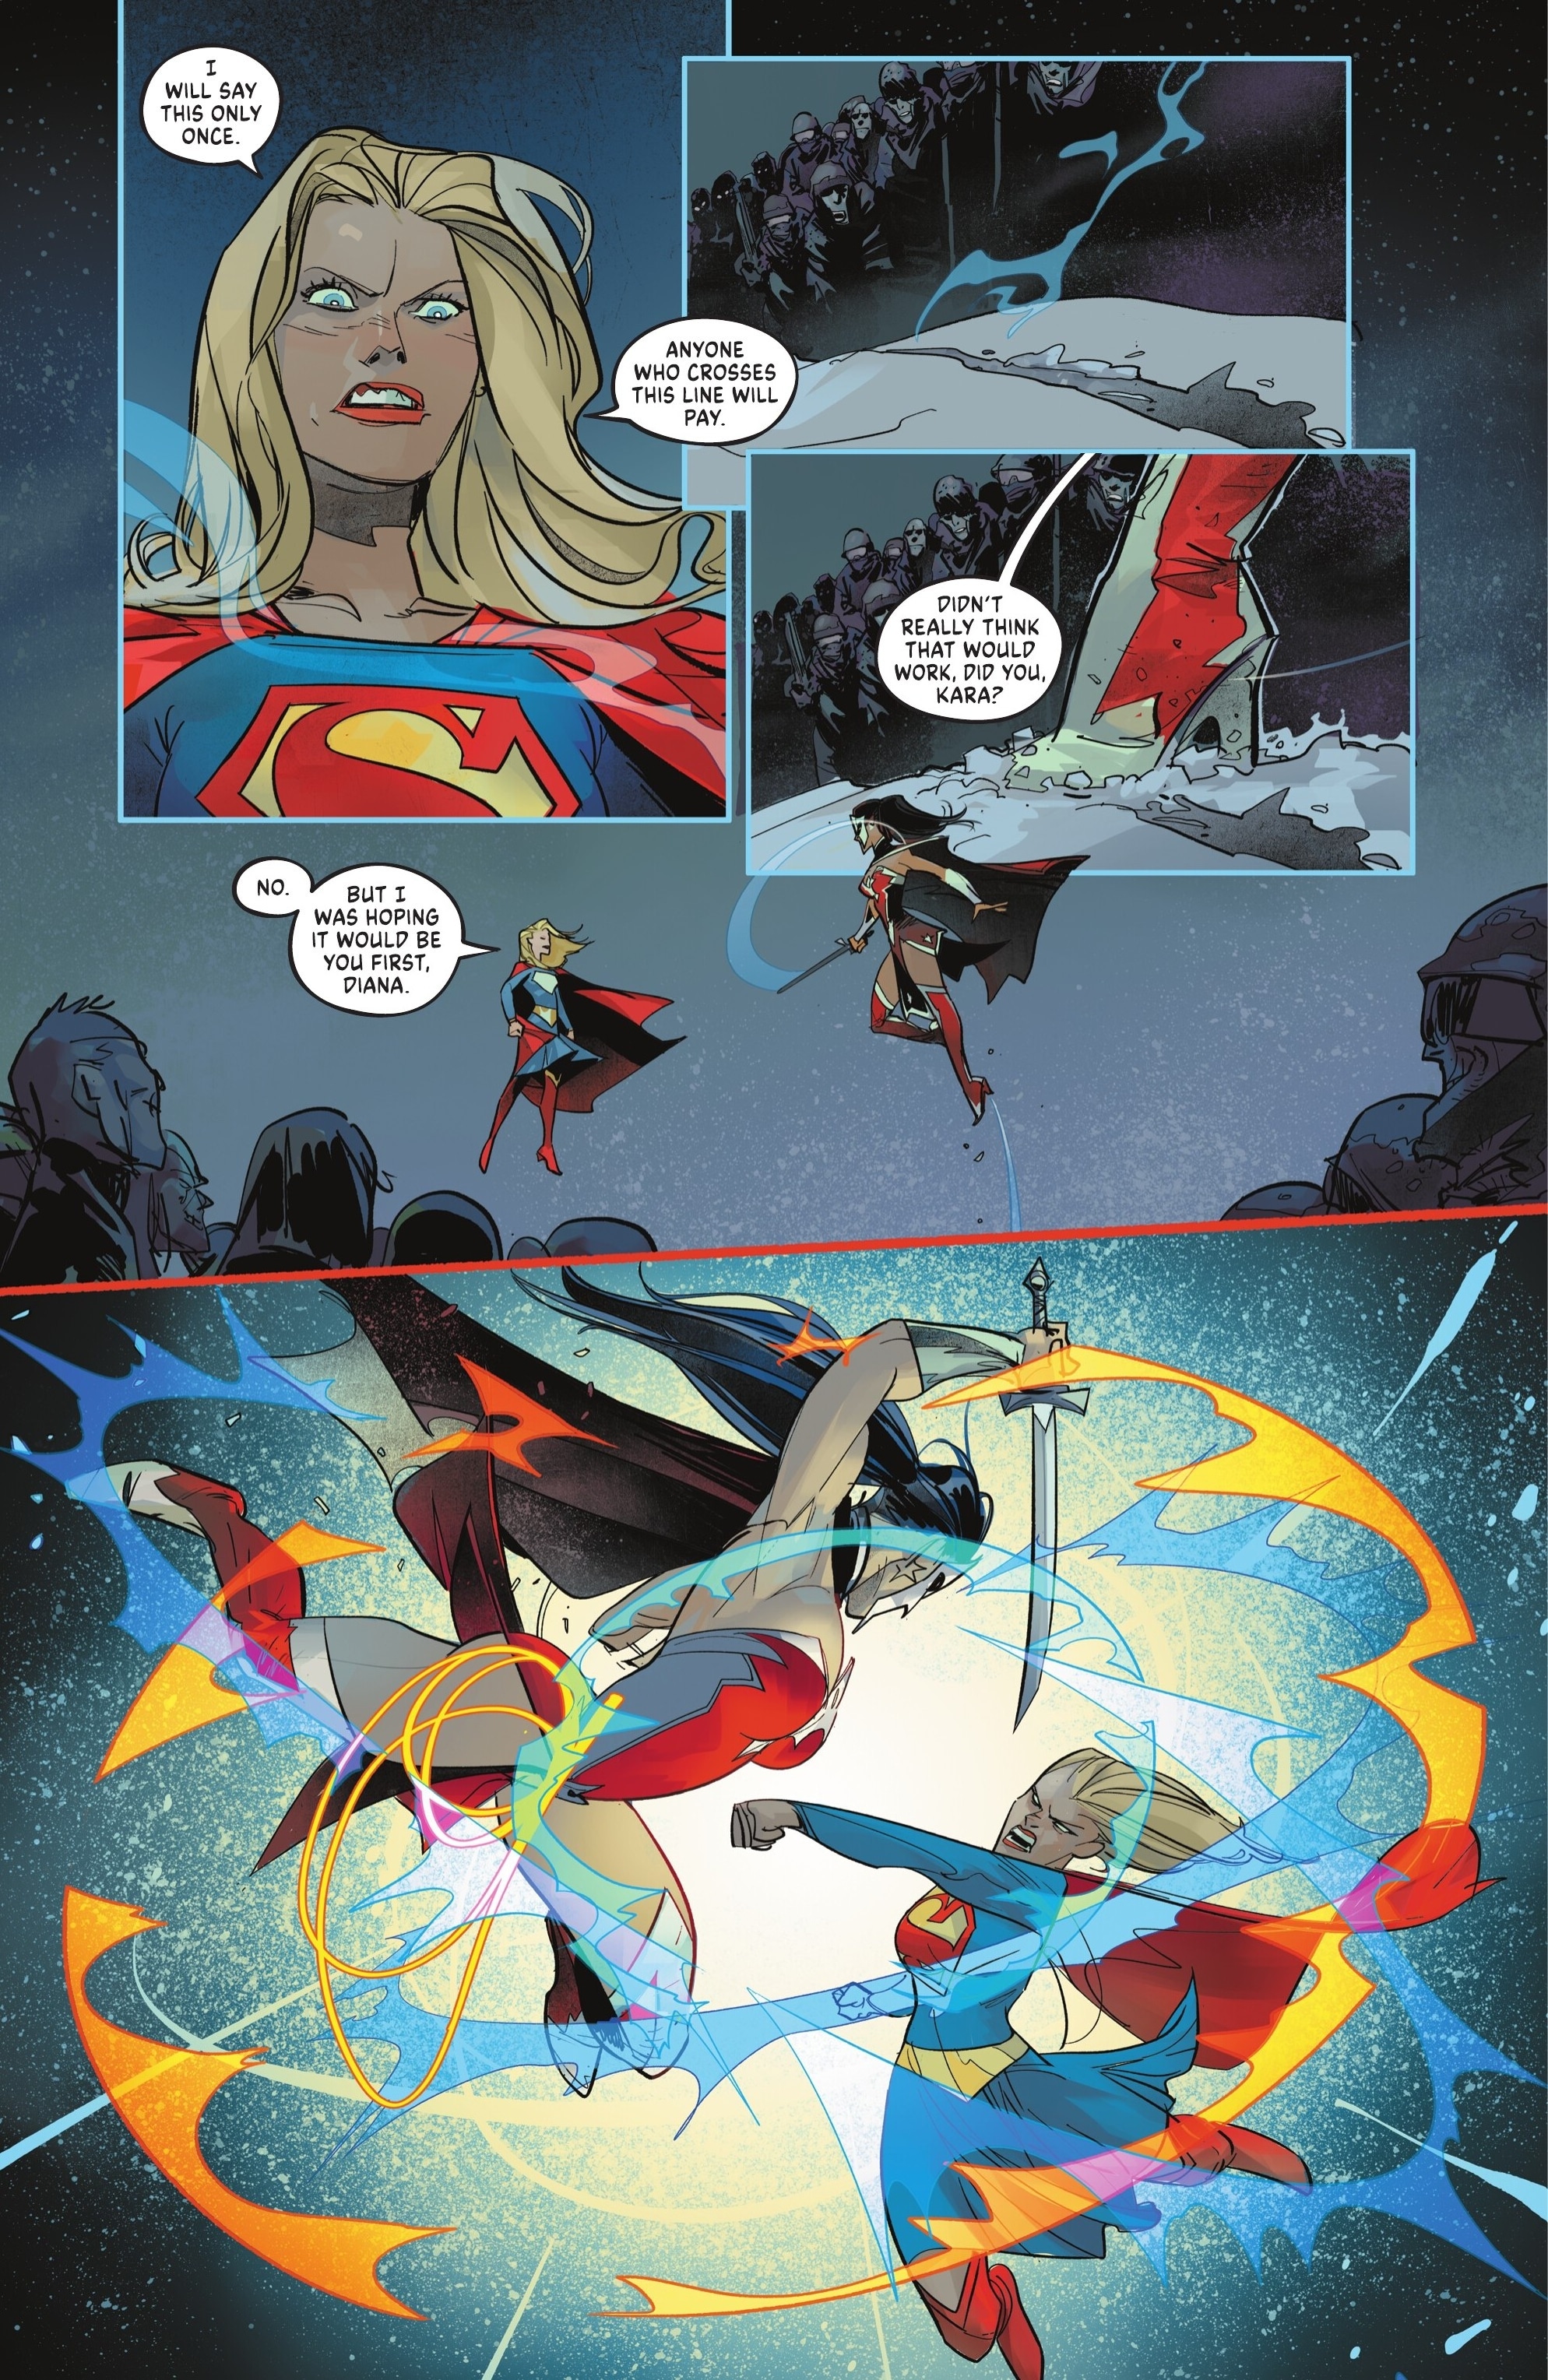 I
WILL SAY
THIS ONLY
ONCE.
ANYONE
WHO CROSSES
THIS LINE WILL
PAY.
DIDN'T
REALLY THINK
THAT WOULD
WORK, DID YOU,
KARA?
NO.
BUT I
WAS HOPING
IT WOULD BE
YOU FIRST,
DIANA.